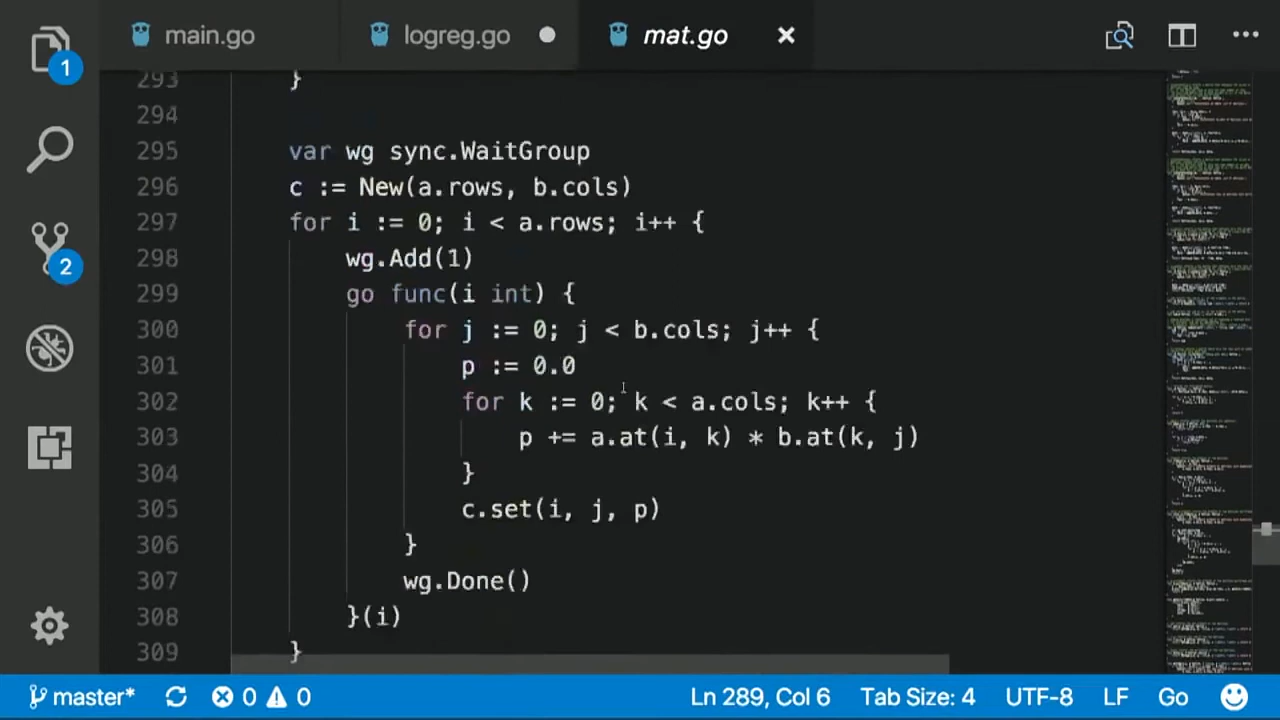 main.go logreg.go mat.go
1
2
293 }
294
295 var wg sync.WaitGroup
296 c := New(a.rows, b.cols)
297 for i := 0; i < a.rows; i++ {
298 wg.Add(1)
299 go func(i int) {
300 for j := 0; j < b.cols; j++ {
301 p := 0.0
302 for k := 0; k < a.cols; k++ {
303 p += a.at(i, k) * b.at(k, j)
304 }
305 c.set(i, j, p)
306 }
307 wg.Done()
308 }(i)
309 }
master* 0 0 Ln 289, Col 6 Tab Size: 4 UTF-8 LF Go